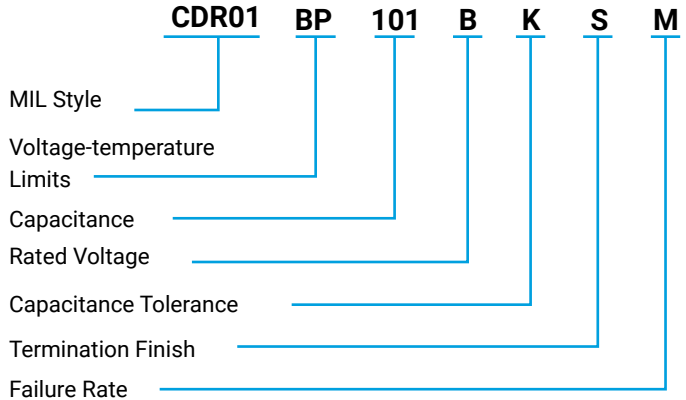 CDR01 BP 101 B K S M
MIL Style
Voltage-temperature
Limits
Capacitance
Rated Voltage
Capacitance Tolerance
Termination Finish
Failure Rate